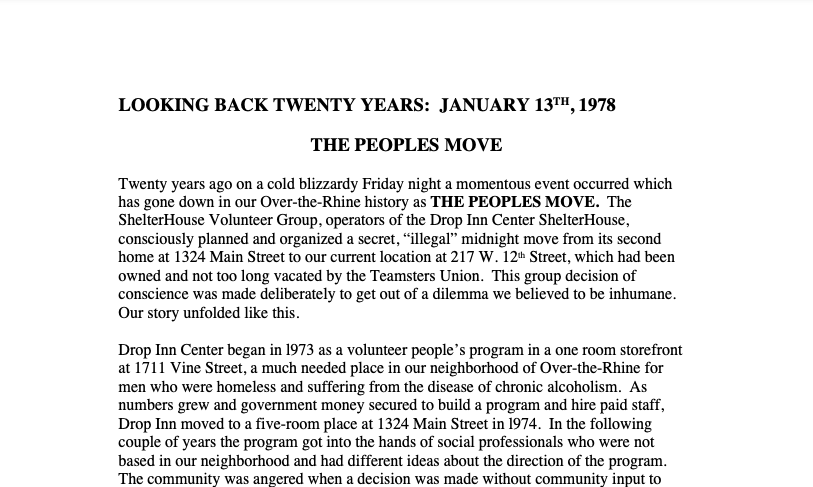 LOOKING BACK TWENTY YEARS: JANUARY 13TH, 1978
THE PEOPLES MOVE
Twenty years ago on a cold blizzardy Friday night a momentous event occurred which
has gone down in our Over-the-Rhine history as THE PEOPLES MOVE. The
ShelterHouse Volunteer Group, operators of the Drop Inn Center ShelterHouse,
consciously planned and organized a secret, “illegal” midnight move from its second
home at 1324 Main Street to our current location at 217 W. 12th Street, which had been
owned and not too long vacated by the Teamsters Union. This group decision of
conscience was made deliberately to get out of a dilemma we believed to be inhumane.
Our story unfolded like this.
Drop Inn Center began in l973 as a volunteer people’s program in a one room storefront
at 1711 Vine Street, a much needed place in our neighborhood of Over-the-Rhine for
men who were homeless and suffering from the disease of chronic alcoholism. As
numbers grew and government money secured to build a program and hire paid staff,
Drop Inn moved to a five-room place at 1324 Main Street in l974. In the following
couple of years the program got into the hands of social professionals who were not
based in our neighborhood and had different ideas about the direction of the program.
The community was angered when a decision was made without community input to